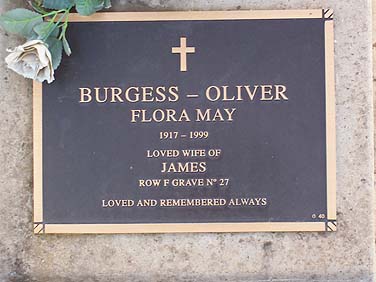 BURGESS – OLIVER
FLORA MAY
1917 – 1999
LOVED WIFE OF
JAMES
ROW F GRAVE Nº 27
LOVED AND REMEMBERED ALWAYS